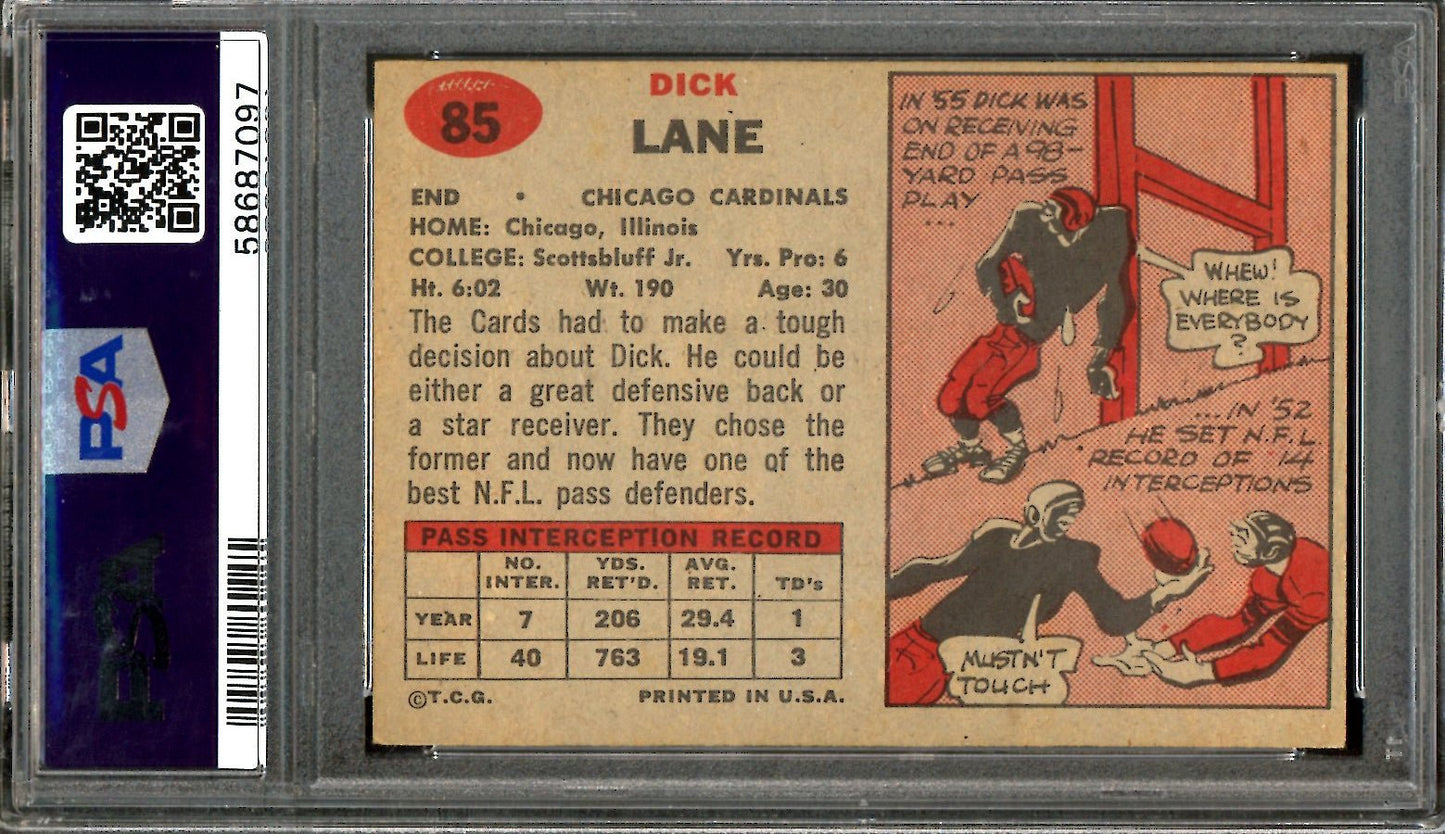 58687097
PSA
PSA
PSA
TI
85
DICK
LANE
END • CHICAGO CARDINALS
HOME: Chicago, Illinois
COLLEGE: Scottsbluff Jr. Yrs. Pro: 6
Ht. 6:02 Wt. 190 Age: 30
The Cards had to make a tough
decision about Dick. He could be
either a great defensive back or
a star receiver. They chose the
former and now have one of the
best N.F.L. pass defenders.
PASS INTERCEPTION RECORD
NO. INTER. YDS. RET'D. AVG. RET. TD's
YEAR 7 206 29.4 1
LIFE 40 763 19.1 3
©T.C.G. PRINTED IN U.S.A.
IN '55 DICK WAS
ON RECEIVING
END OF A 98-
YARD PASS
PLAY
...
WHEW!
WHERE IS
EVERYBODY
?
...IN '52
HE SET N.F.L.
RECORD OF 14
INTERCEPTIONS
MUSTN'T
TOUCH